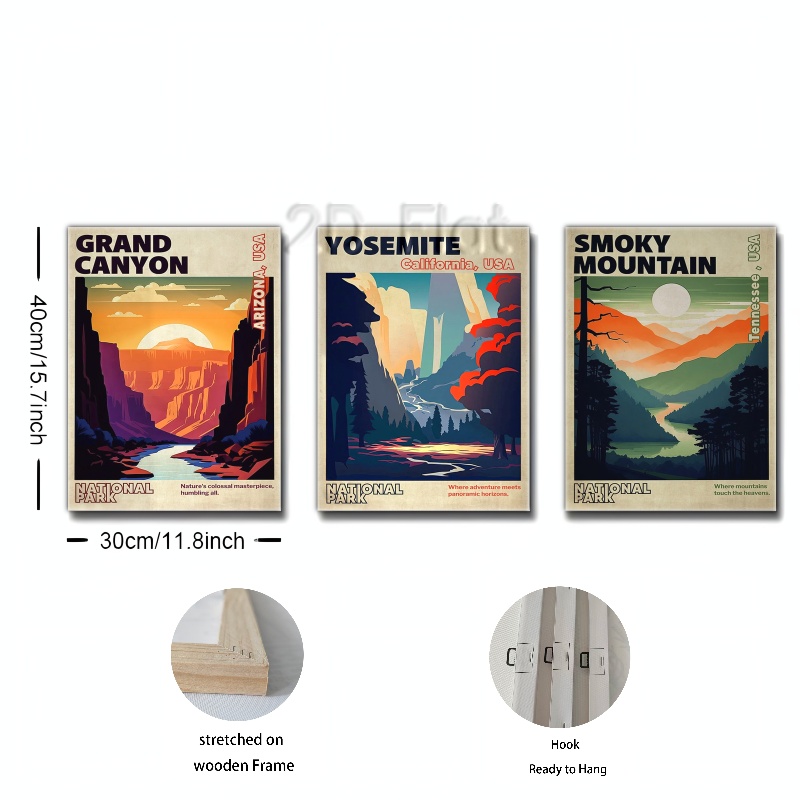 2D Flat
GRAND
CANYON
ARIZONA, USA
NATIONAL
PARK
Nature's colossal masterpiece,
humbling all.
YOSEMITE
California, USA
NATIONAL
PARK
Where adventure meets
panoramic horizons.
SMOKY
MOUNTAIN
Tennessee , USA
NATIONAL
PARK
Where mountains
touch the heavens.
40cm/15.7inch
30cm/11.8inch
stretched on
wooden Frame
Hook
Ready to Hang